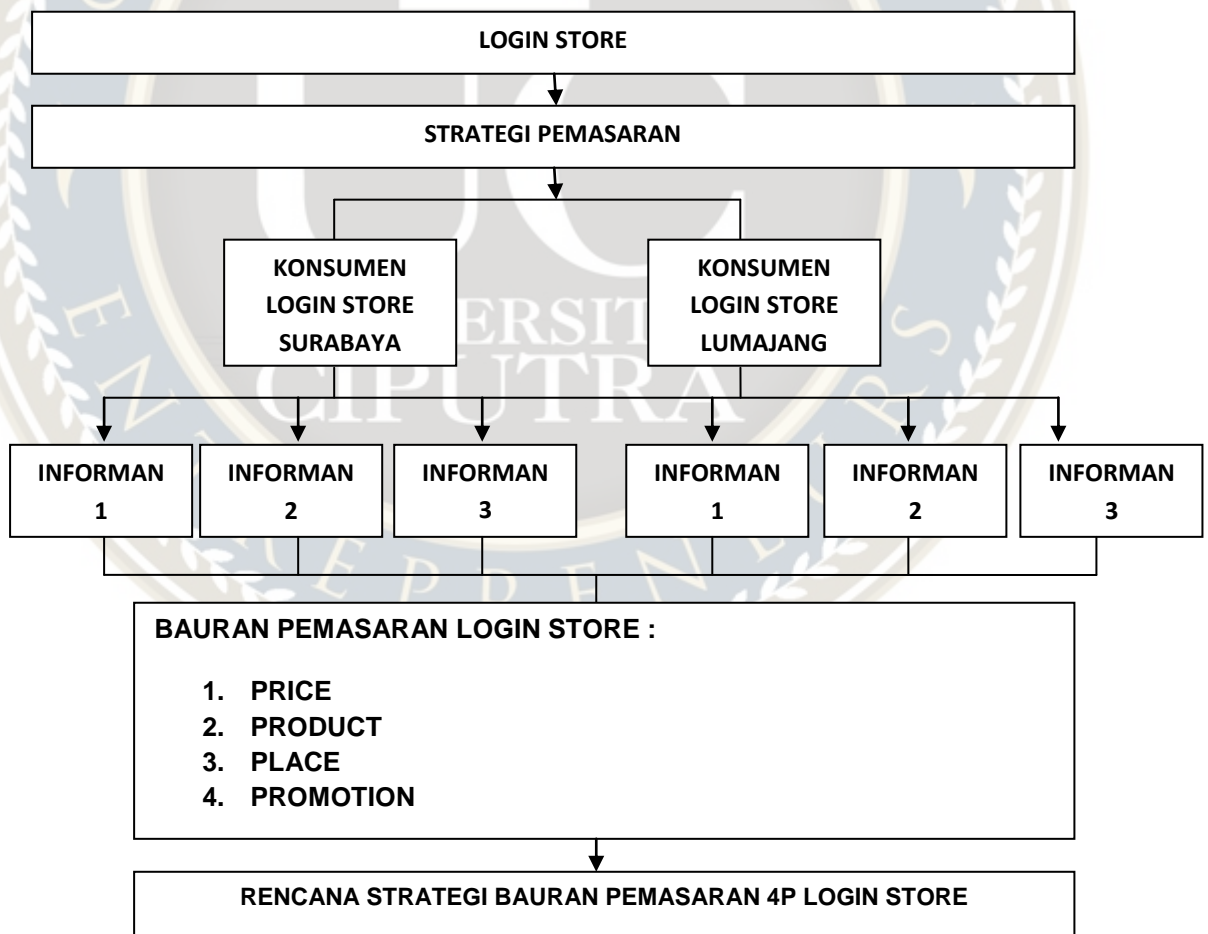 LOGIN STORE
STRATEGI PEMASARAN
KONSUMEN
LOGIN STORE
SURABAYA
KONSUMEN
LOGIN STORE
LUMAJANG
INFORMAN
1
INFORMAN
2
INFORMAN
3
INFORMAN
1
INFORMAN
2
INFORMAN
3
BAURAN PEMASARAN LOGIN STORE :
1. PRICE
2. PRODUCT
3. PLACE
4. PROMOTION
RENCANA STRATEGI BAURAN PEMASARAN 4P LOGIN STORE
UC
CIPUTRA